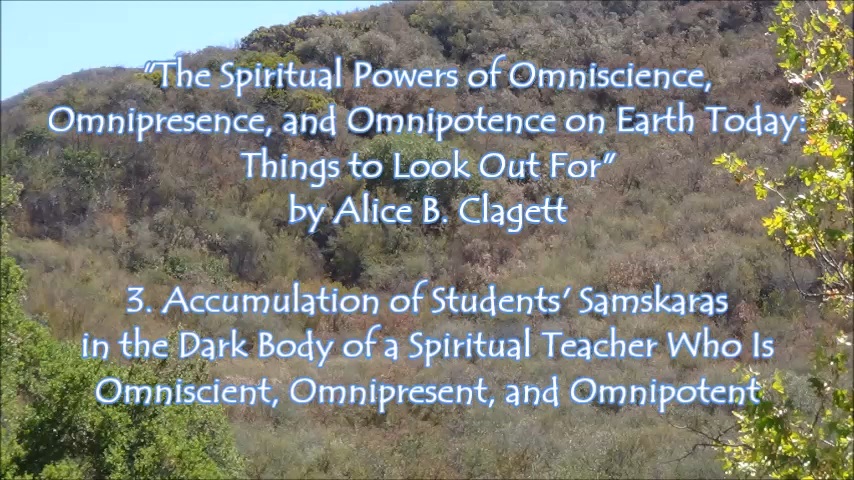 "The Spiritual Powers of Omniscience,
Omnipresence, and Omnipotence on Earth Today:
Things to Look Out For"
by Alice B. Clagett
3. Accumulation of Students' Samskaras
in the Dark Body of a Spiritual Teacher Who Is
Omniscient, Omnipresent, and Omnipotent